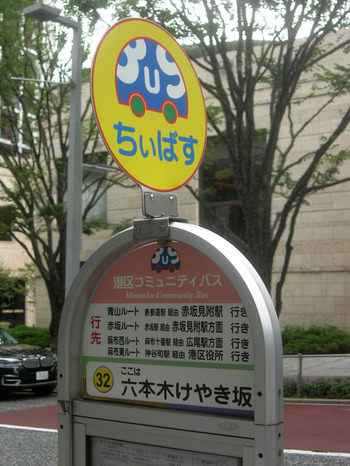 ちぃばす
港区コミュニティバス
Minatoku Community Bus
行先
青山ルート 表参道駅 経由 赤坂見附駅 行き
赤坂ルート 赤坂駅 経由 赤坂見附駅方面 行き
麻布西ルート 麻布十番駅 経由 広尾駅方面 行き
麻布東ルート 神谷町駅 経由 港区役所 行き
32 ここは
六本木けやき坂